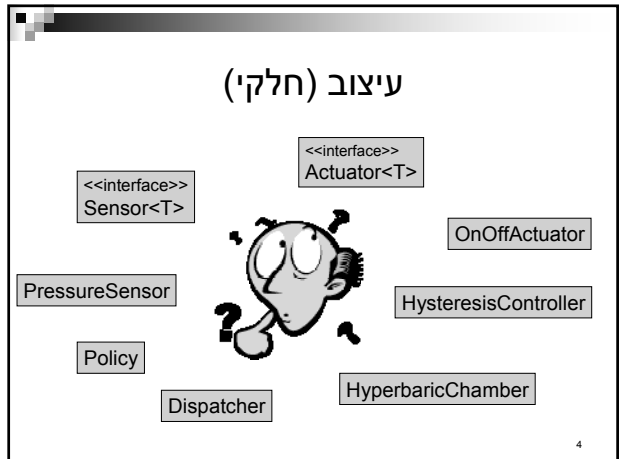 עיצוב (חלקי)
<<interface>>
Actuator<T>
<<interface>>
Sensor<T>
OnOffActuator
PressureSensor
HysteresisController
Policy
HyperbaricChamber
Dispatcher
4